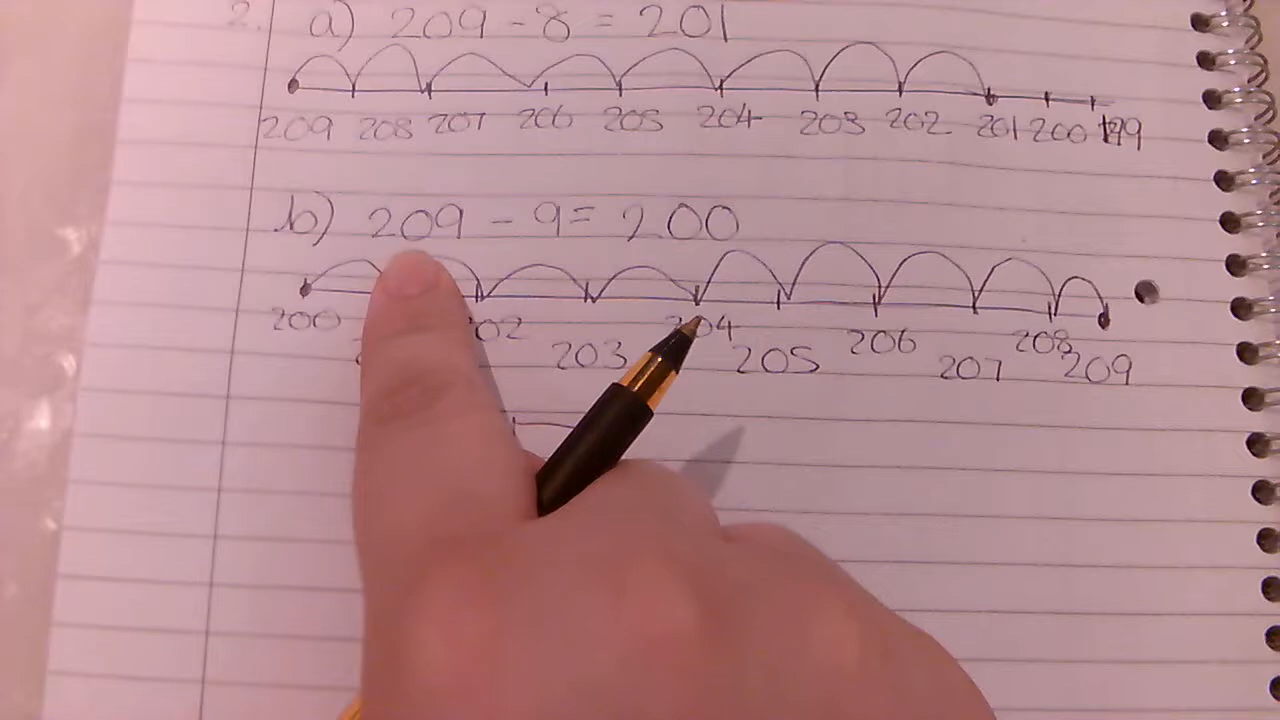 2. a) 209 - 8 = 201
209 208 207 206 205 204 203 202 201 200 199
b) 209 - 9 = 200
200 202 203 204 205 206 207 208 209